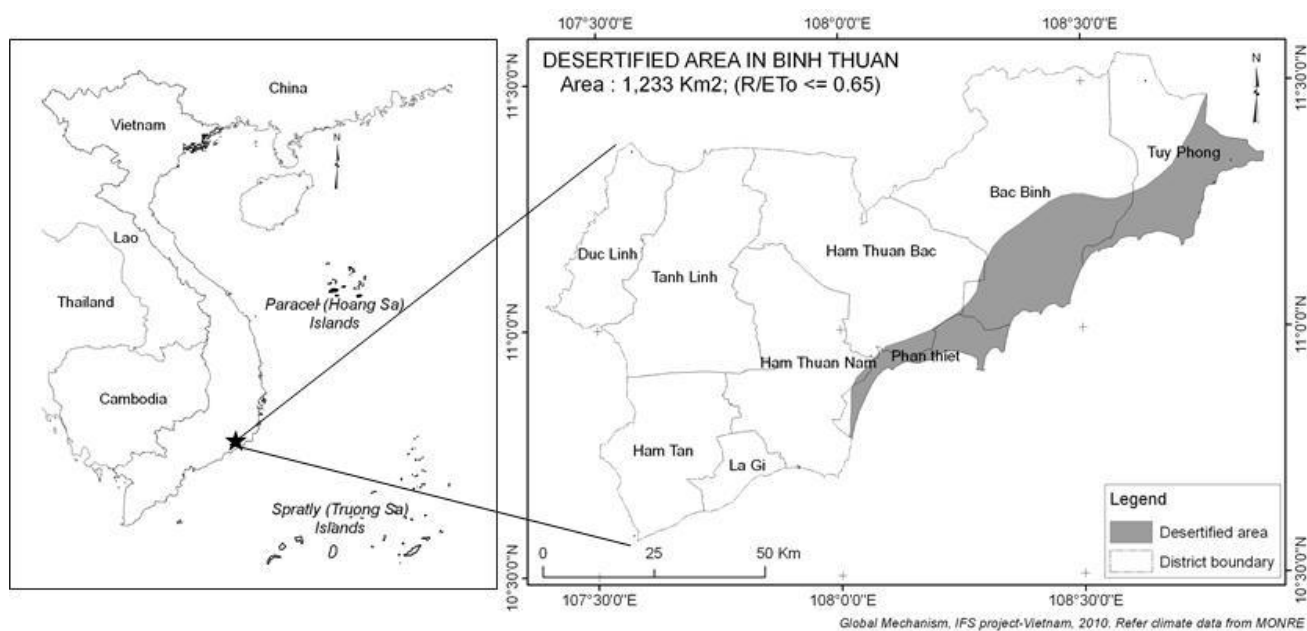 China
Vietnam
N
Lao
Thailand
Paracel (Hoang Sa)
Islands
Cambodia
Spratly (Truong Sa)
Islands
107°30'0"E
108°0'0"E
108°30'0"E
DESERTIFIED AREA IN BINH THUAN
Area : 1,233 Km2; (R/ETo <= 0.65)
N
11°30'0"N
11°30'0"N
Tuy Phong
Bac Binh
Ham Thuan Bac
Duc Linh
Tanh Linh
11°0'0"N
11°0'0"N
Phan thiet
Ham Thuan Nam
Ham Tan
La Gi
Legend
Desertified area
District boundary
0
25
50 Km
10°30'0"N
10°30'0"N
107°30'0"E
108°0'0"E
108°30'0"E
Global Mechanism, IFS project-Vietnam, 2010. Refer climate data from MONRE